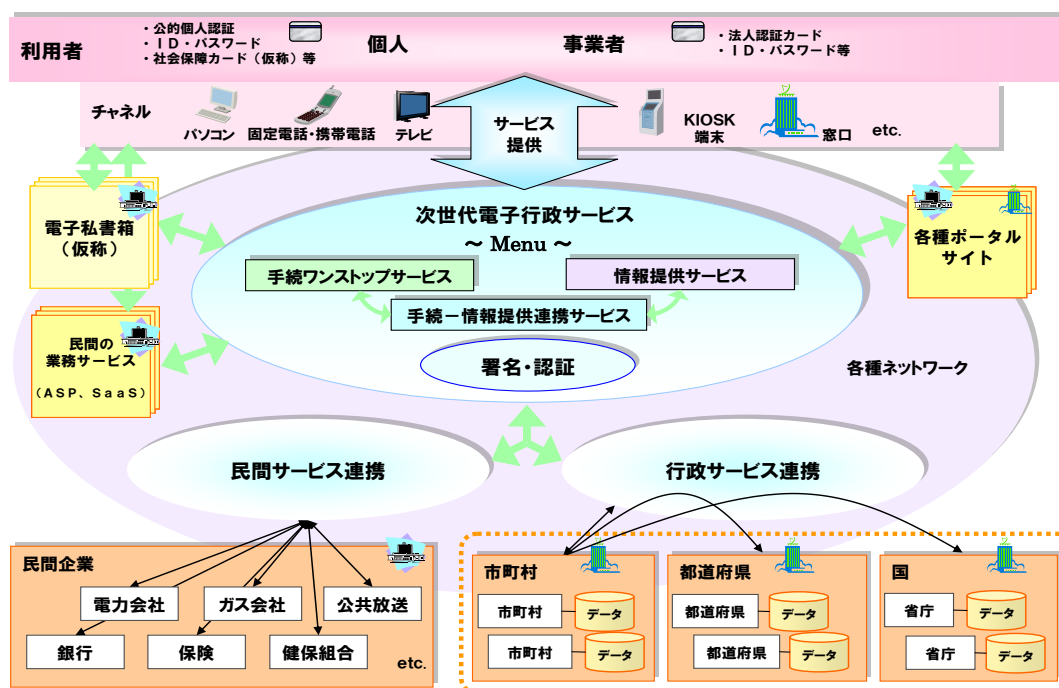 利用者
・公的個人認証
・ＩＤ・パスワード
・社会保障カード（仮称）等
個人
事業者
・法人認証カード
・ＩＤ・パスワード等
チャネル
パソコン
固定電話・携帯電話
テレビ
サービス
提供
KIOSK
端末
窓口
etc.
電子私書箱
（仮称）
次世代電子行政サービス
～ Menu ～
手続ワンストップサービス
情報提供サービス
手続－情報提供連携サービス
署名・認証
各種ポータル
サイト
民間の
業務サービス
（ＡＳＰ、ＳａａＳ）
各種ネットワーク
民間サービス連携
行政サービス連携
民間企業
電力会社
ガス会社
公共放送
銀行
保険
健保組合
etc.
市町村
市町村
データ
市町村
データ
都道府県
都道府県
データ
都道府県
データ
国
省庁
データ
省庁
データ